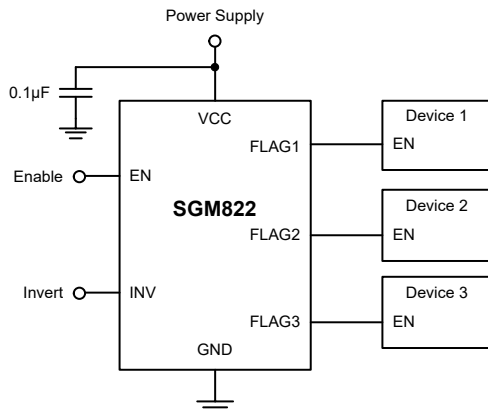 Power Supply
0.1µF
VCC
Device 1
FLAG1
EN
Enable
EN
SGM822
Device 2
FLAG2
EN
Invert
INV
Device 3
FLAG3
EN
GND